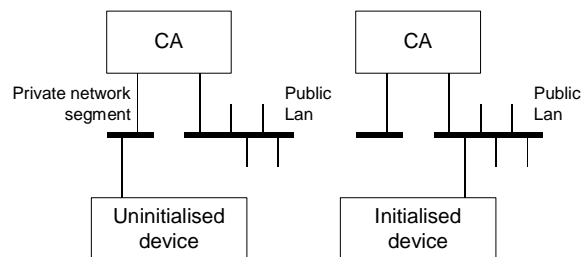 CA
CA
Private network
segment
Public
Lan
Public
Lan
Uninitialised
device
Initialised
device